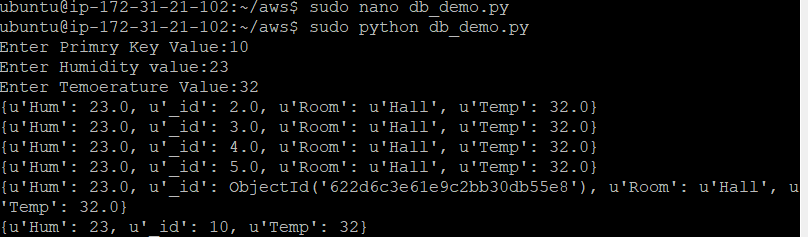 ubuntu@ip-172-31-21-102:~/aws$ sudo nano db_demo.py
ubuntu@ip-172-31-21-102:~/aws$ sudo python db_demo.py
Enter Primry Key Value:10
Enter Humidity value:23
Enter Temoerature Value:32
{u'Hum': 23.0, u'_id': 2.0, u'Room': u'Hall', u'Temp': 32.0}
{u'Hum': 23.0, u'_id': 3.0, u'Room': u'Hall', u'Temp': 32.0}
{u'Hum': 23.0, u'_id': 4.0, u'Room': u'Hall', u'Temp': 32.0}
{u'Hum': 23.0, u'_id': 5.0, u'Room': u'Hall', u'Temp': 32.0}
{u'Hum': 23.0, u'_id': ObjectId('622d6c3e61e9c2bb30db55e8'), u'Room': u'Hall', u
'Temp': 32.0}
{u'Hum': 23, u'_id': 10, u'Temp': 32}